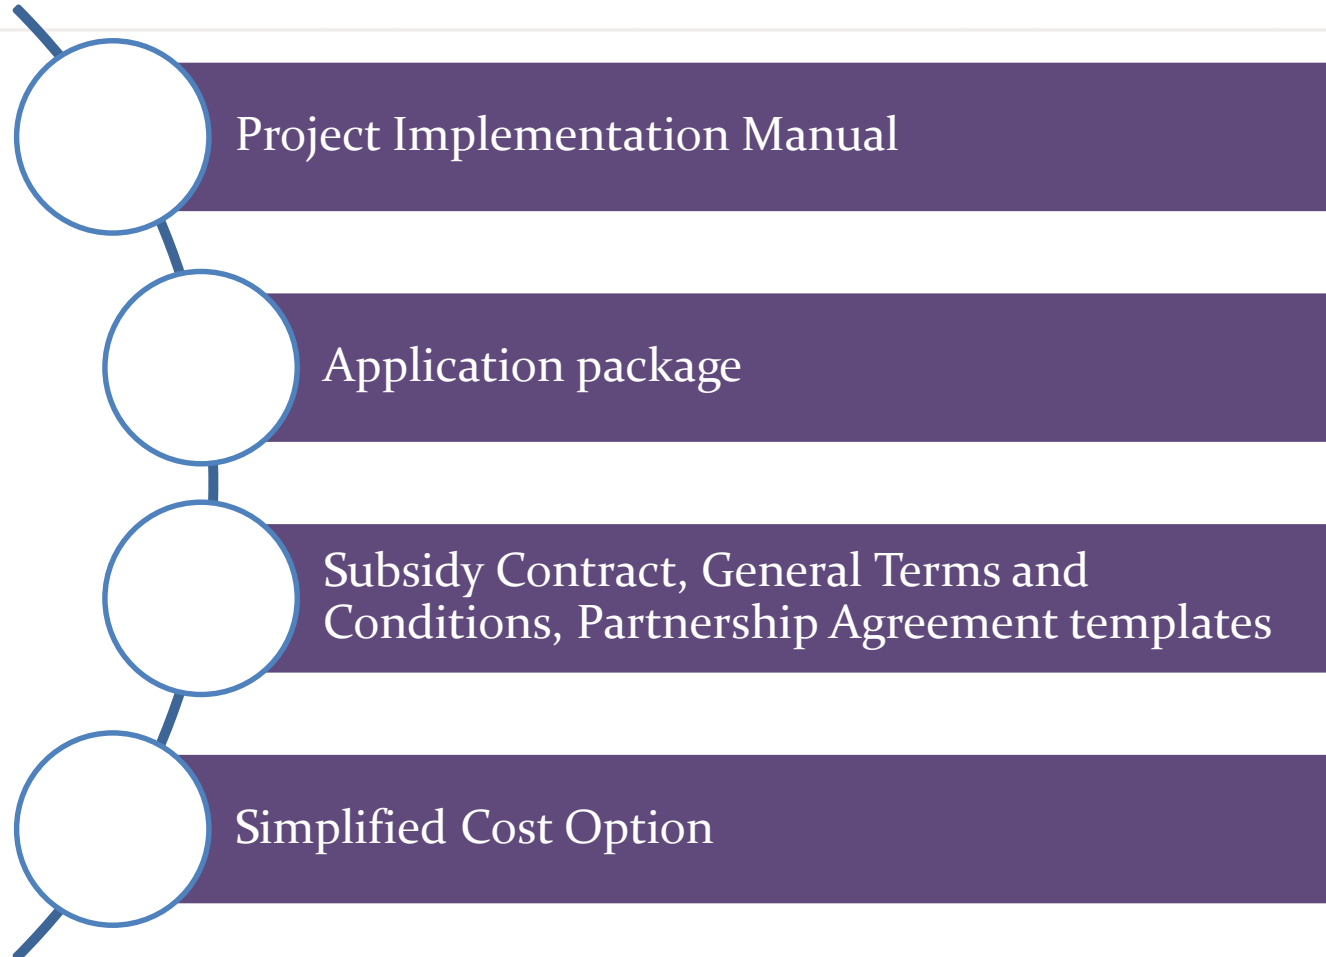 Project Implementation Manual
Application package
Subsidy Contract, General Terms and
Conditions, Partnership Agreement templates
Simplified Cost Option